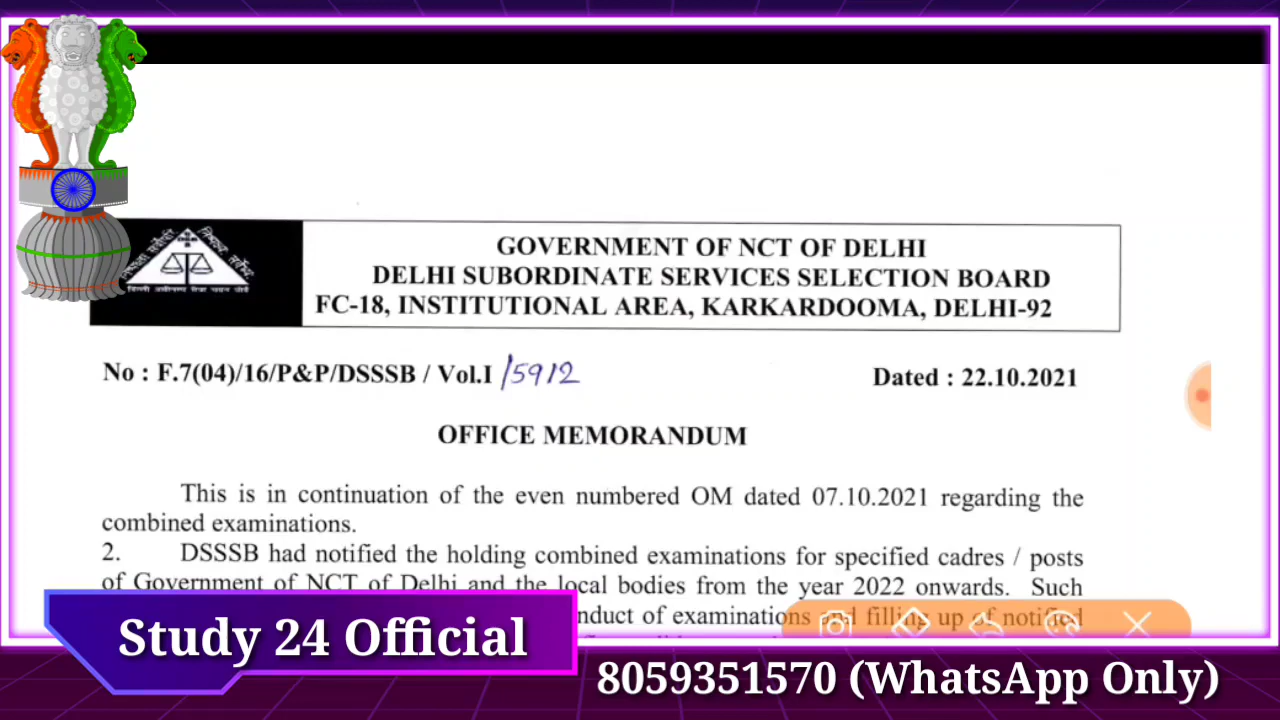 GOVERNMENT OF NCT OF DELHI
DELHI SUBORDINATE SERVICES SELECTION BOARD
FC-18, INSTITUTIONAL AREA, KARKARDOOMA, DELHI-92
No : F.7(04)/16/P&P/DSSSB / Vol.I /5912
Dated : 22.10.2021
OFFICE MEMORANDUM
This is in continuation of the even numbered OM dated 07.10.2021 regarding the
combined examinations.
2. DSSSB had notified the holding combined examinations for specified cadres / posts
of Government of NCT of Delhi and the local bodies from the year 2022 onwards. Such
of examinations and filling up of notified
Study 24 Official
8059351570 (WhatsApp Only)